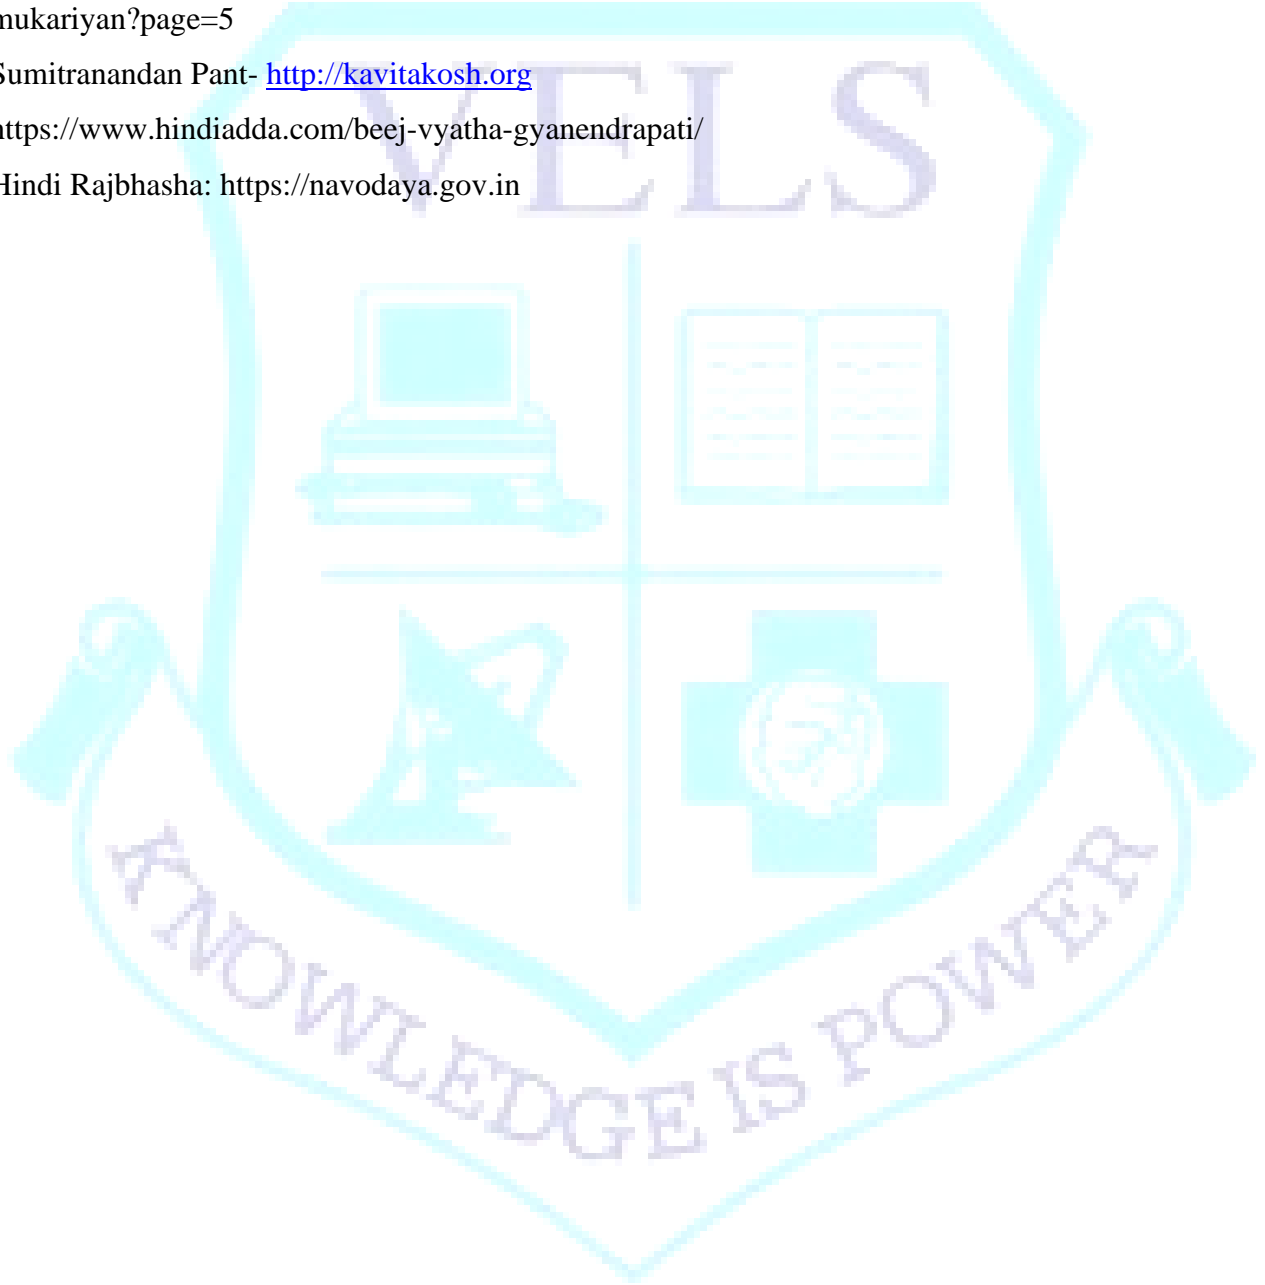 mukariyan?page=5
Sumitranandan Pant- http://kavitakosh.org
https://www.hindiadda.com/beej-vyatha-gyanendrapati/
Hindi Rajbhasha: https://navodaya.gov.in
VELS
KNOWLEDGE IS POWER